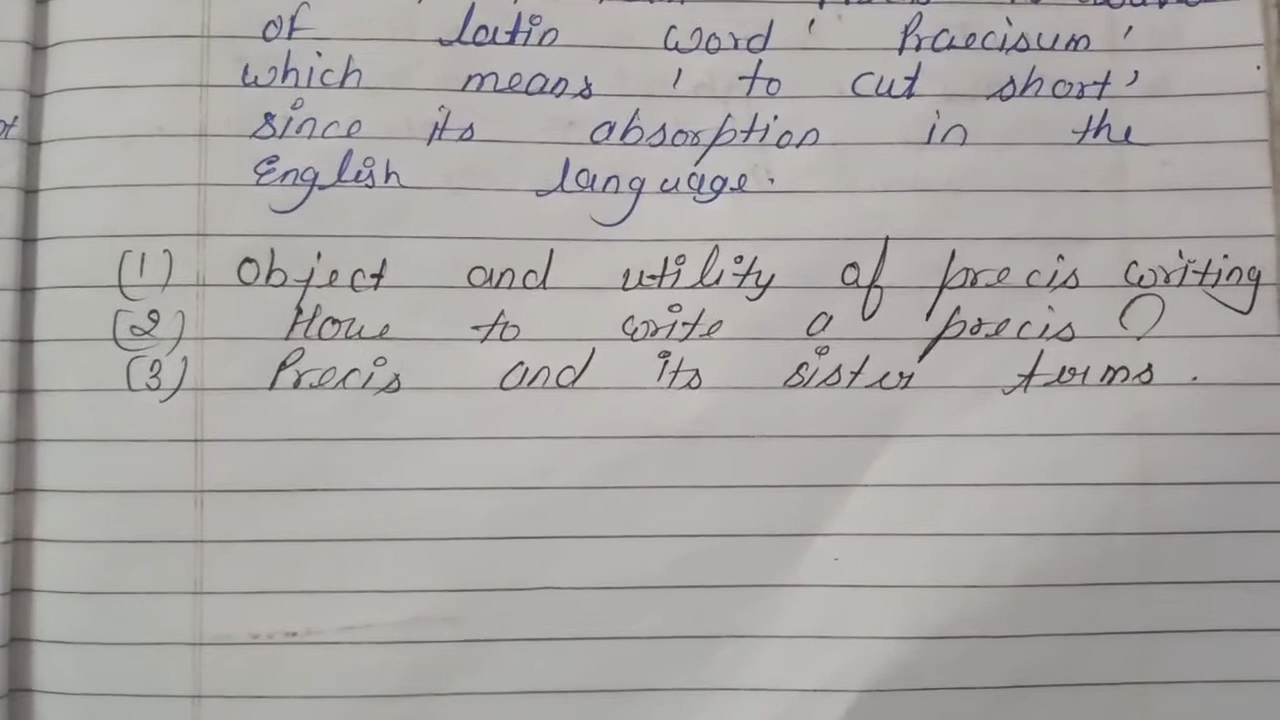 of Latin word ' Praecisum '
which means ' to cut short'
since its absorption in the
English language.
(1) Object and utility of precis writing
(2) How to write a precis ?
(3) Precis and its sister terms.